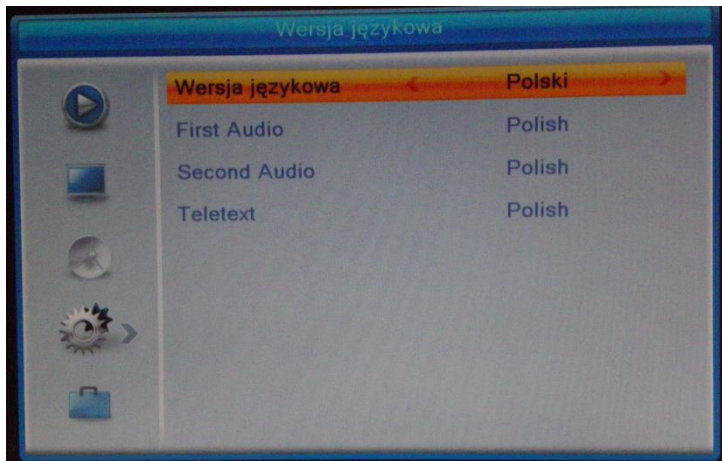 Wersja językowa
Wersja językowa Polski
First Audio Polish
Second Audio Polish
Teletext Polish